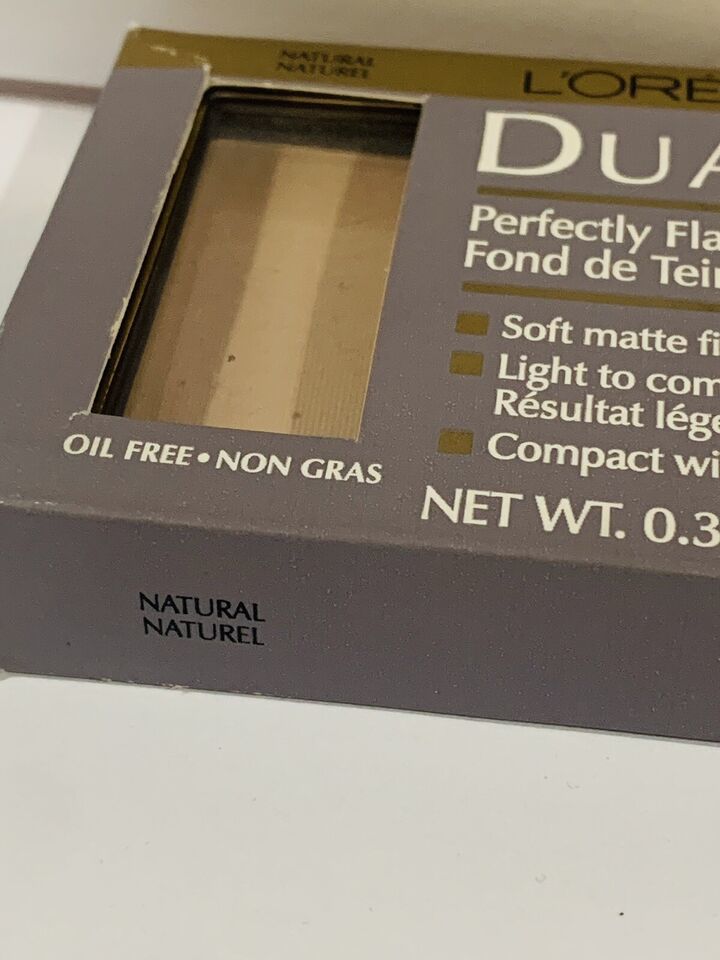 NATURAL
NATUREL
L'ORÉ
DUA
Perfectly Fla
Fond de Tein
Soft matte fi
Light to com
Résultat lége
Compact wi
OIL FREE • NON GRAS
NET WT. 0.3
NATURAL
NATUREL